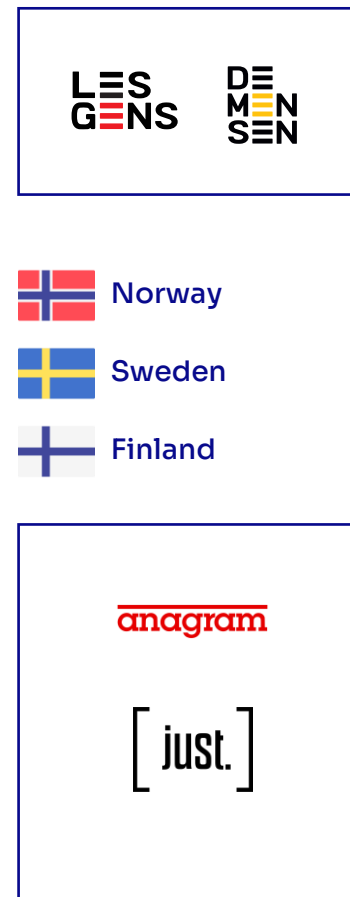 LES
GENS
DE
MEN
SEN
Norway
Sweden
Finland
anagram
[ just. ]